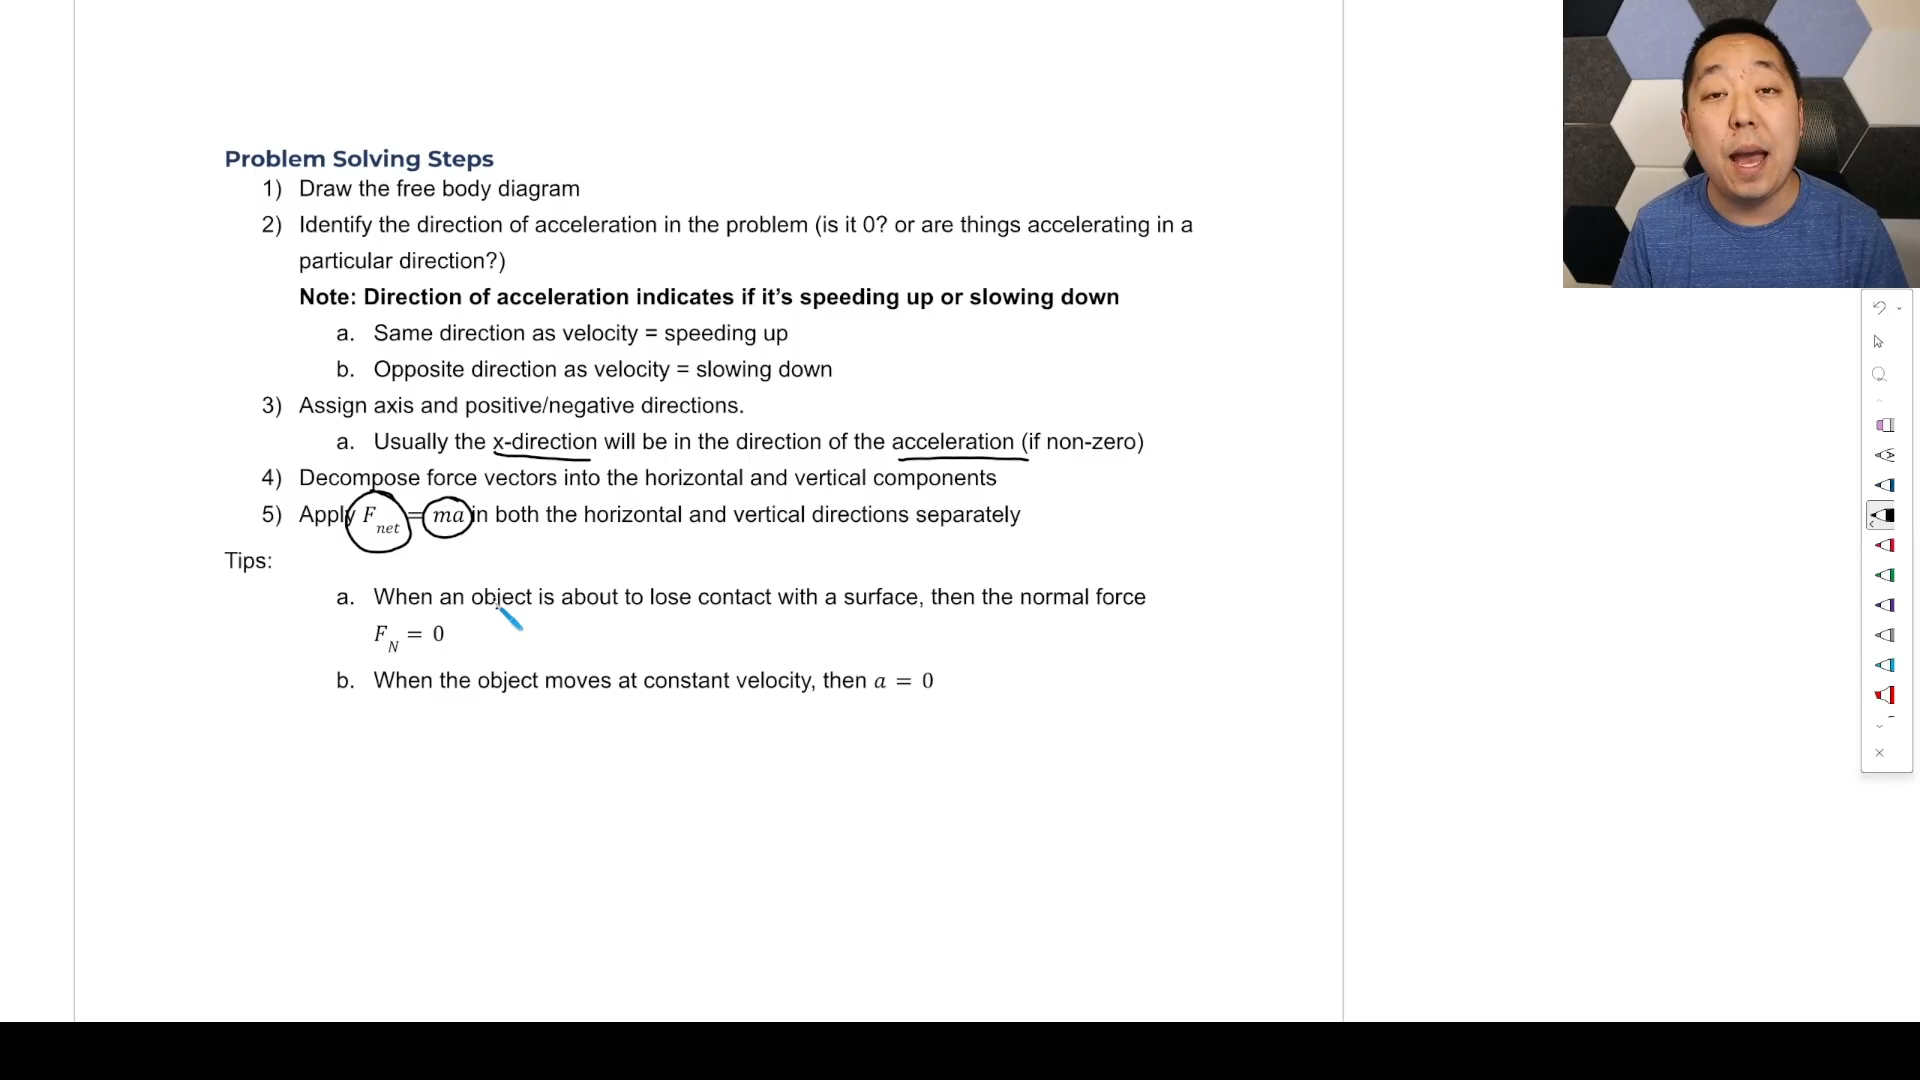 Problem Solving Steps
1) Draw the free body diagram
2) Identify the direction of acceleration in the problem (is it 0? or are things accelerating in a
particular direction?)
Note: Direction of acceleration indicates if it's speeding up or slowing down
a. Same direction as velocity = speeding up
b. Opposite direction as velocity = slowing down
3) Assign axis and positive/negative directions.
a. Usually the x-direction will be in the direction of the acceleration (if non-zero)
4) Decompose force vectors into the horizontal and vertical components
5) Apply F_net = ma in both the horizontal and vertical directions separately
Tips:
a. When an object is about to lose contact with a surface, then the normal force
F_N = 0
b. When the object moves at constant velocity, then a = 0